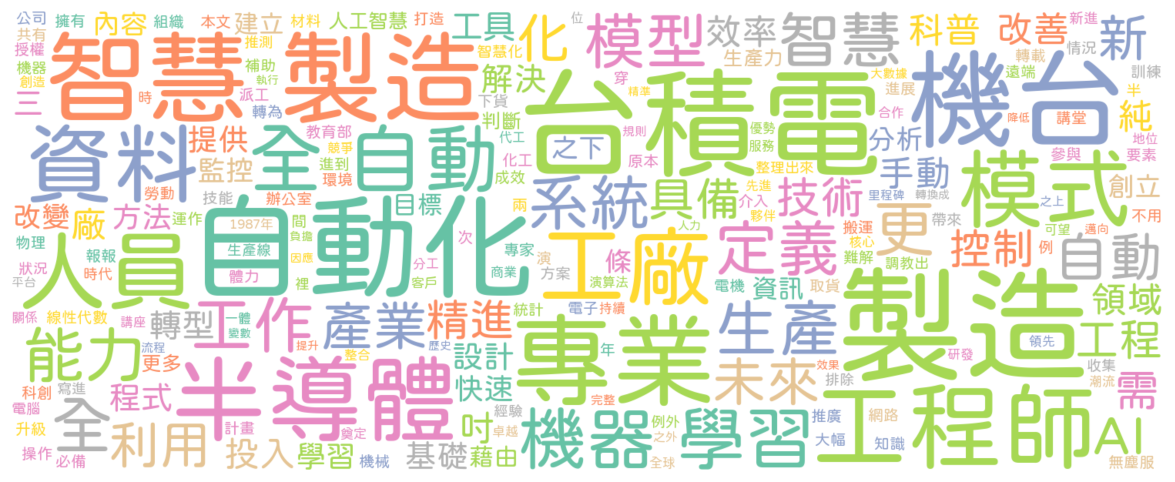 公司 擁有 內容 組織 本文 建立 材料 人工智慧 打造 工具 化 位 模型 效率 智慧 科普 改善 新進 新
共有 推測 智慧化 生產力 轉載 情況
授權 智慧 製造 台積電 機台
機器 補助 解決 穿 大數據 遠端 訓練
創造 執行 派工 精準 進展 半
三 時 轉為 下貨 合作 降低 講堂 純
資料 提供 全 教育部 自動 判斷 代工 之下 規則 優勢 分析 地位
監控 競爭 進到 化工 原本 服務 手動 參與 要素
環境 成效 整理出來 模式
勞動 技能 辦公室 目標 兩 系統 具備 先進 技術 里程碑 轉換成 創立
改變 廠 方法 運作 1987年 間 自動化 介入 夥伴 更 帶來 之上 不用
負擔 人力 搬運 可望 邁向
物理 報報 生產線 次 專家 演 工廠 條 定義 核心 控制 例 自動
人員 時代 因應 分工 商業 方案 難解
狀況 體力 裡 客戶 演算法 電機 資訊 取貨 調教出 製造 領域
平台
關係 線性代數 講座 轉型 一體 工作 變數 產業 精進 統計 電子 持續 生產 工程
能力 流程 提升 歷史 設計 專業 年 研發 領先
更多 整合 快速 未來 效果 收集
科創 寫進 程式 半導體 完整 排除 潮流 需
電腦 全 計畫 經驗 例外 推廣 網路 工程師
升級 奠定 吋 卓越 機器 之外 學習 大幅 知識 AI
操作 必備 利用 投入 學習 機械 基礎 藉由 全球 無塵服